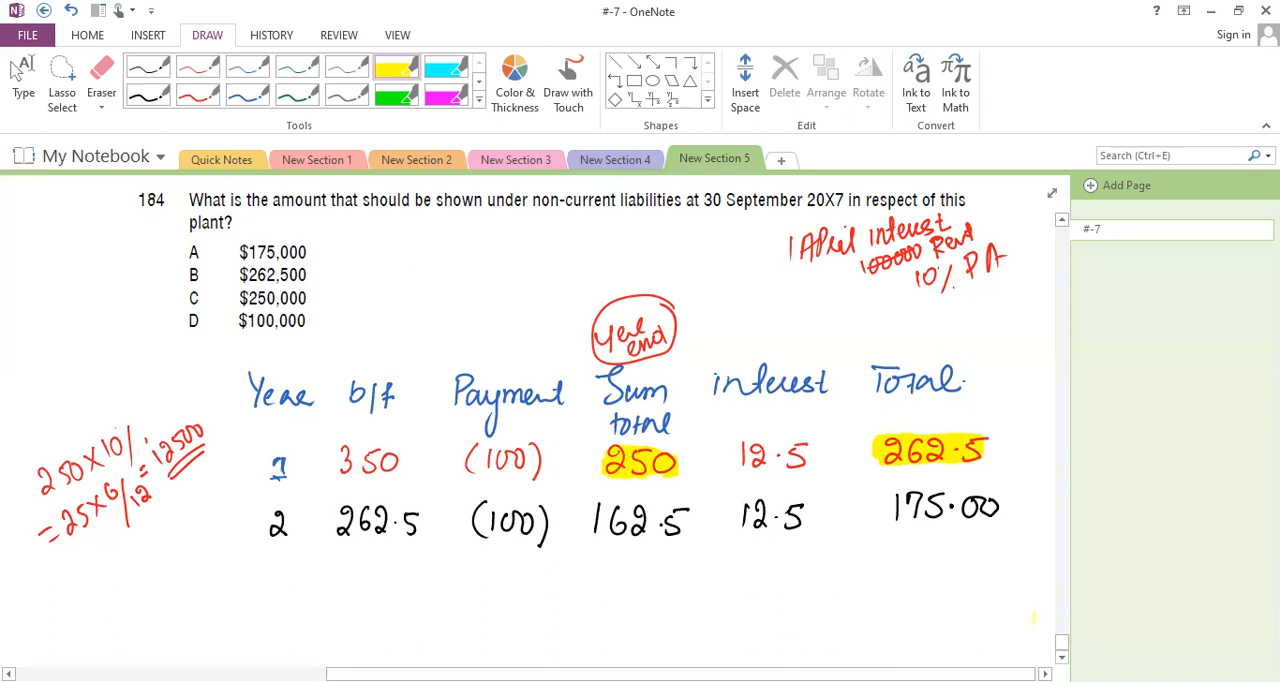 #-7 - OneNote
Sign in
FILE HOME INSERT DRAW HISTORY REVIEW VIEW
Type
Lasso Select
Eraser
Color & Thickness
Draw with Touch
Insert Space
Delete
Arrange
Rotate
Ink to Text
Ink to Math
Tools
Shapes
Edit
Convert
My Notebook
Quick Notes New Section 1 New Section 2 New Section 3 New Section 4 New Section 5
Search (Ctrl+E)
Add Page
#-7
184 What is the amount that should be shown under non-current liabilities at 30 September 20X7 in respect of this
plant?
A $175,000
B $262,500
C $250,000
D $100,000
1 April interest
100000 Rent
10% P A
Year end
Year b/f Payment Sum total interest Total
1 350 (100) 250 12.5 262.5
2 262.5 (100) 162.5 12.5 175.00
250 x 10% = 12500
= 25 x 6/12